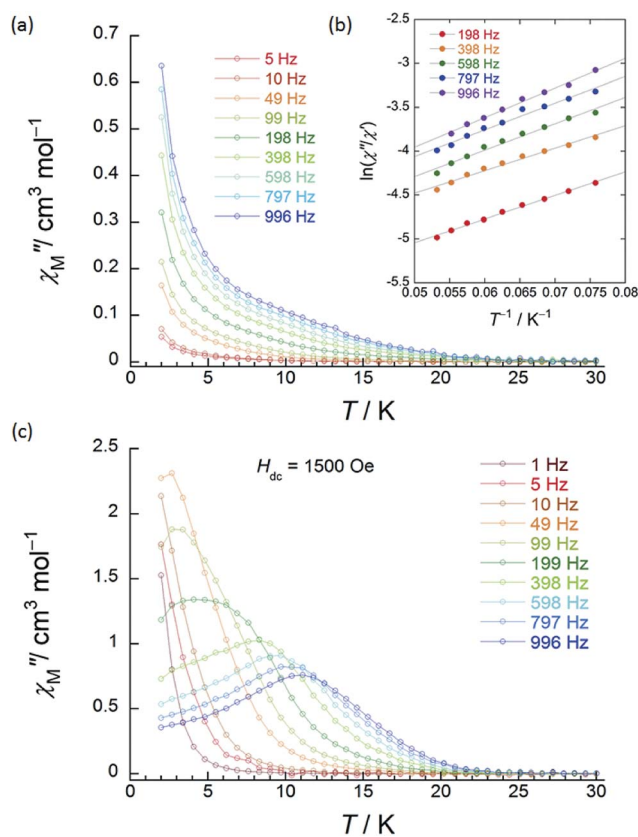 (a)
χM″/ cm³ mol⁻¹
0.6
0.5
0.4
0.3
0.2
0.1
0
5 Hz
10 Hz
49 Hz
99 Hz
198 Hz
398 Hz
598 Hz
797 Hz
996 Hz
0 5 10 15 20 25 30
T / K
(b)
ln(χ″/χ′)
-2.5
-3
-3.5
-4
-4.5
-5
-5.5
198 Hz
398 Hz
598 Hz
797 Hz
996 Hz
0.05 0.055 0.06 0.065 0.07 0.075 0.08
T⁻¹ / K⁻¹
(c)
χM″/ cm³ mol⁻¹
2.5
2
1.5
1
0.5
0
Hdc = 1500 Oe
1 Hz
5 Hz
10 Hz
49 Hz
99 Hz
199 Hz
398 Hz
598 Hz
797 Hz
996 Hz
0 5 10 15 20 25 30
T / K